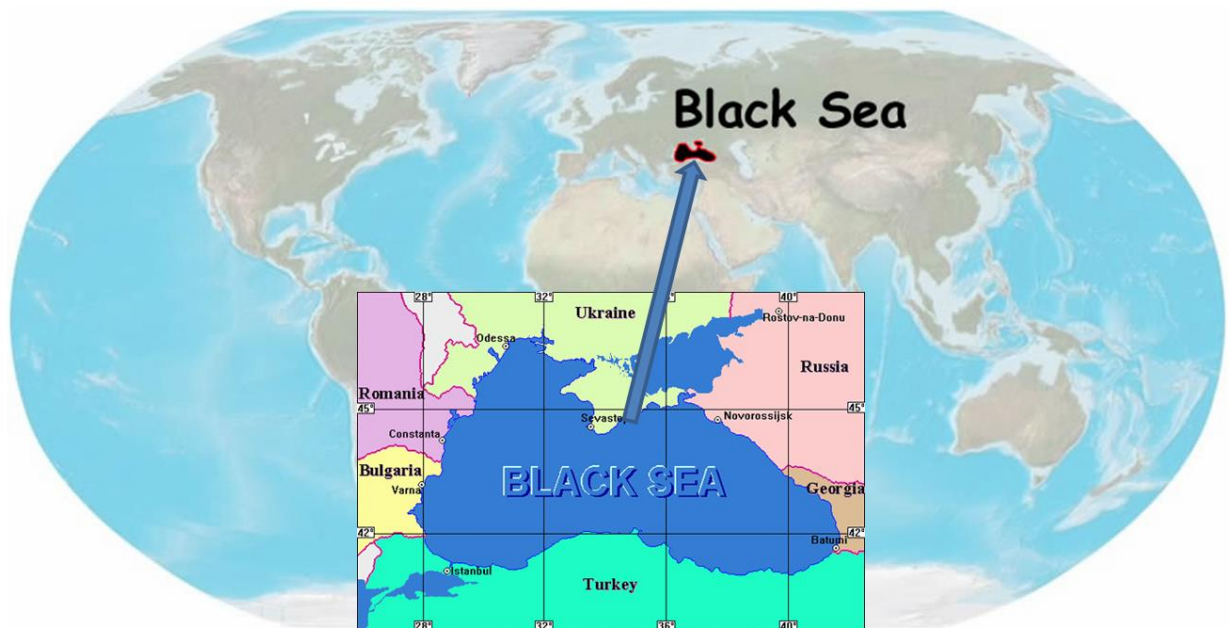 Black Sea
28°
32°
36°
40°
Ukraine
Rostov-na-Donu
Odessa
Russia
Romania
45°
45°
Novorossijsk
Constanta
Bulgaria
BLACK SEA
Varna
Georgia
42°
42°
Batumi
Istanbul
Turkey
28°
32°
36°
40°